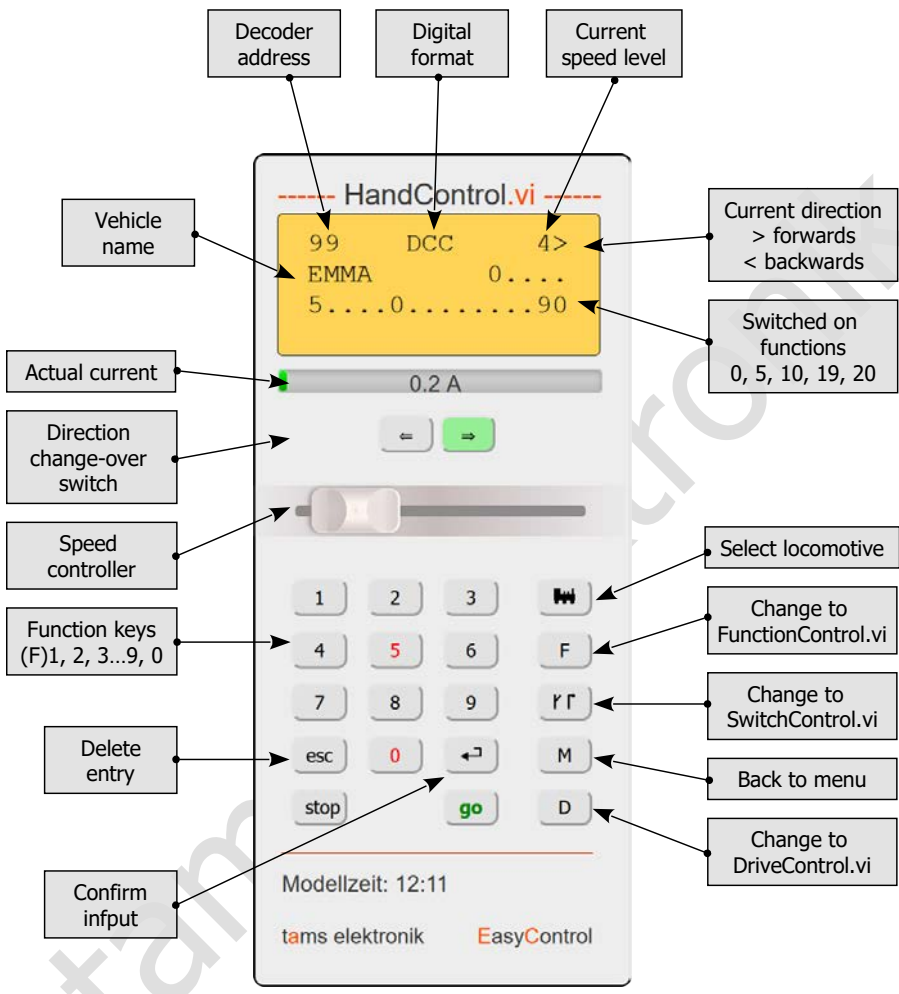 Decoder
address
Digital
format
Current
speed level
------ HandControl.vi ------
Vehicle
name
99 DCC 4>
EMMA 0....
5....0........90
Current direction
> forwards
< backwards
Switched on
functions
0, 5, 10, 19, 20
Actual current
0.2 A
Direction
change-over
switch
⇐ ⇒
Speed
controller
Select locomotive
1 2 3
Function keys
(F)1, 2, 3...9, 0
4 5 6 F
Change to
FunctionControl.vi
7 8 9
Change to
SwitchControl.vi
Delete
entry
esc 0 M
Back to menu
stop go D
Change to
DriveControl.vi
Confirm
infput
Modellzeit: 12:11
tams elektronik EasyControl
tams elektronik